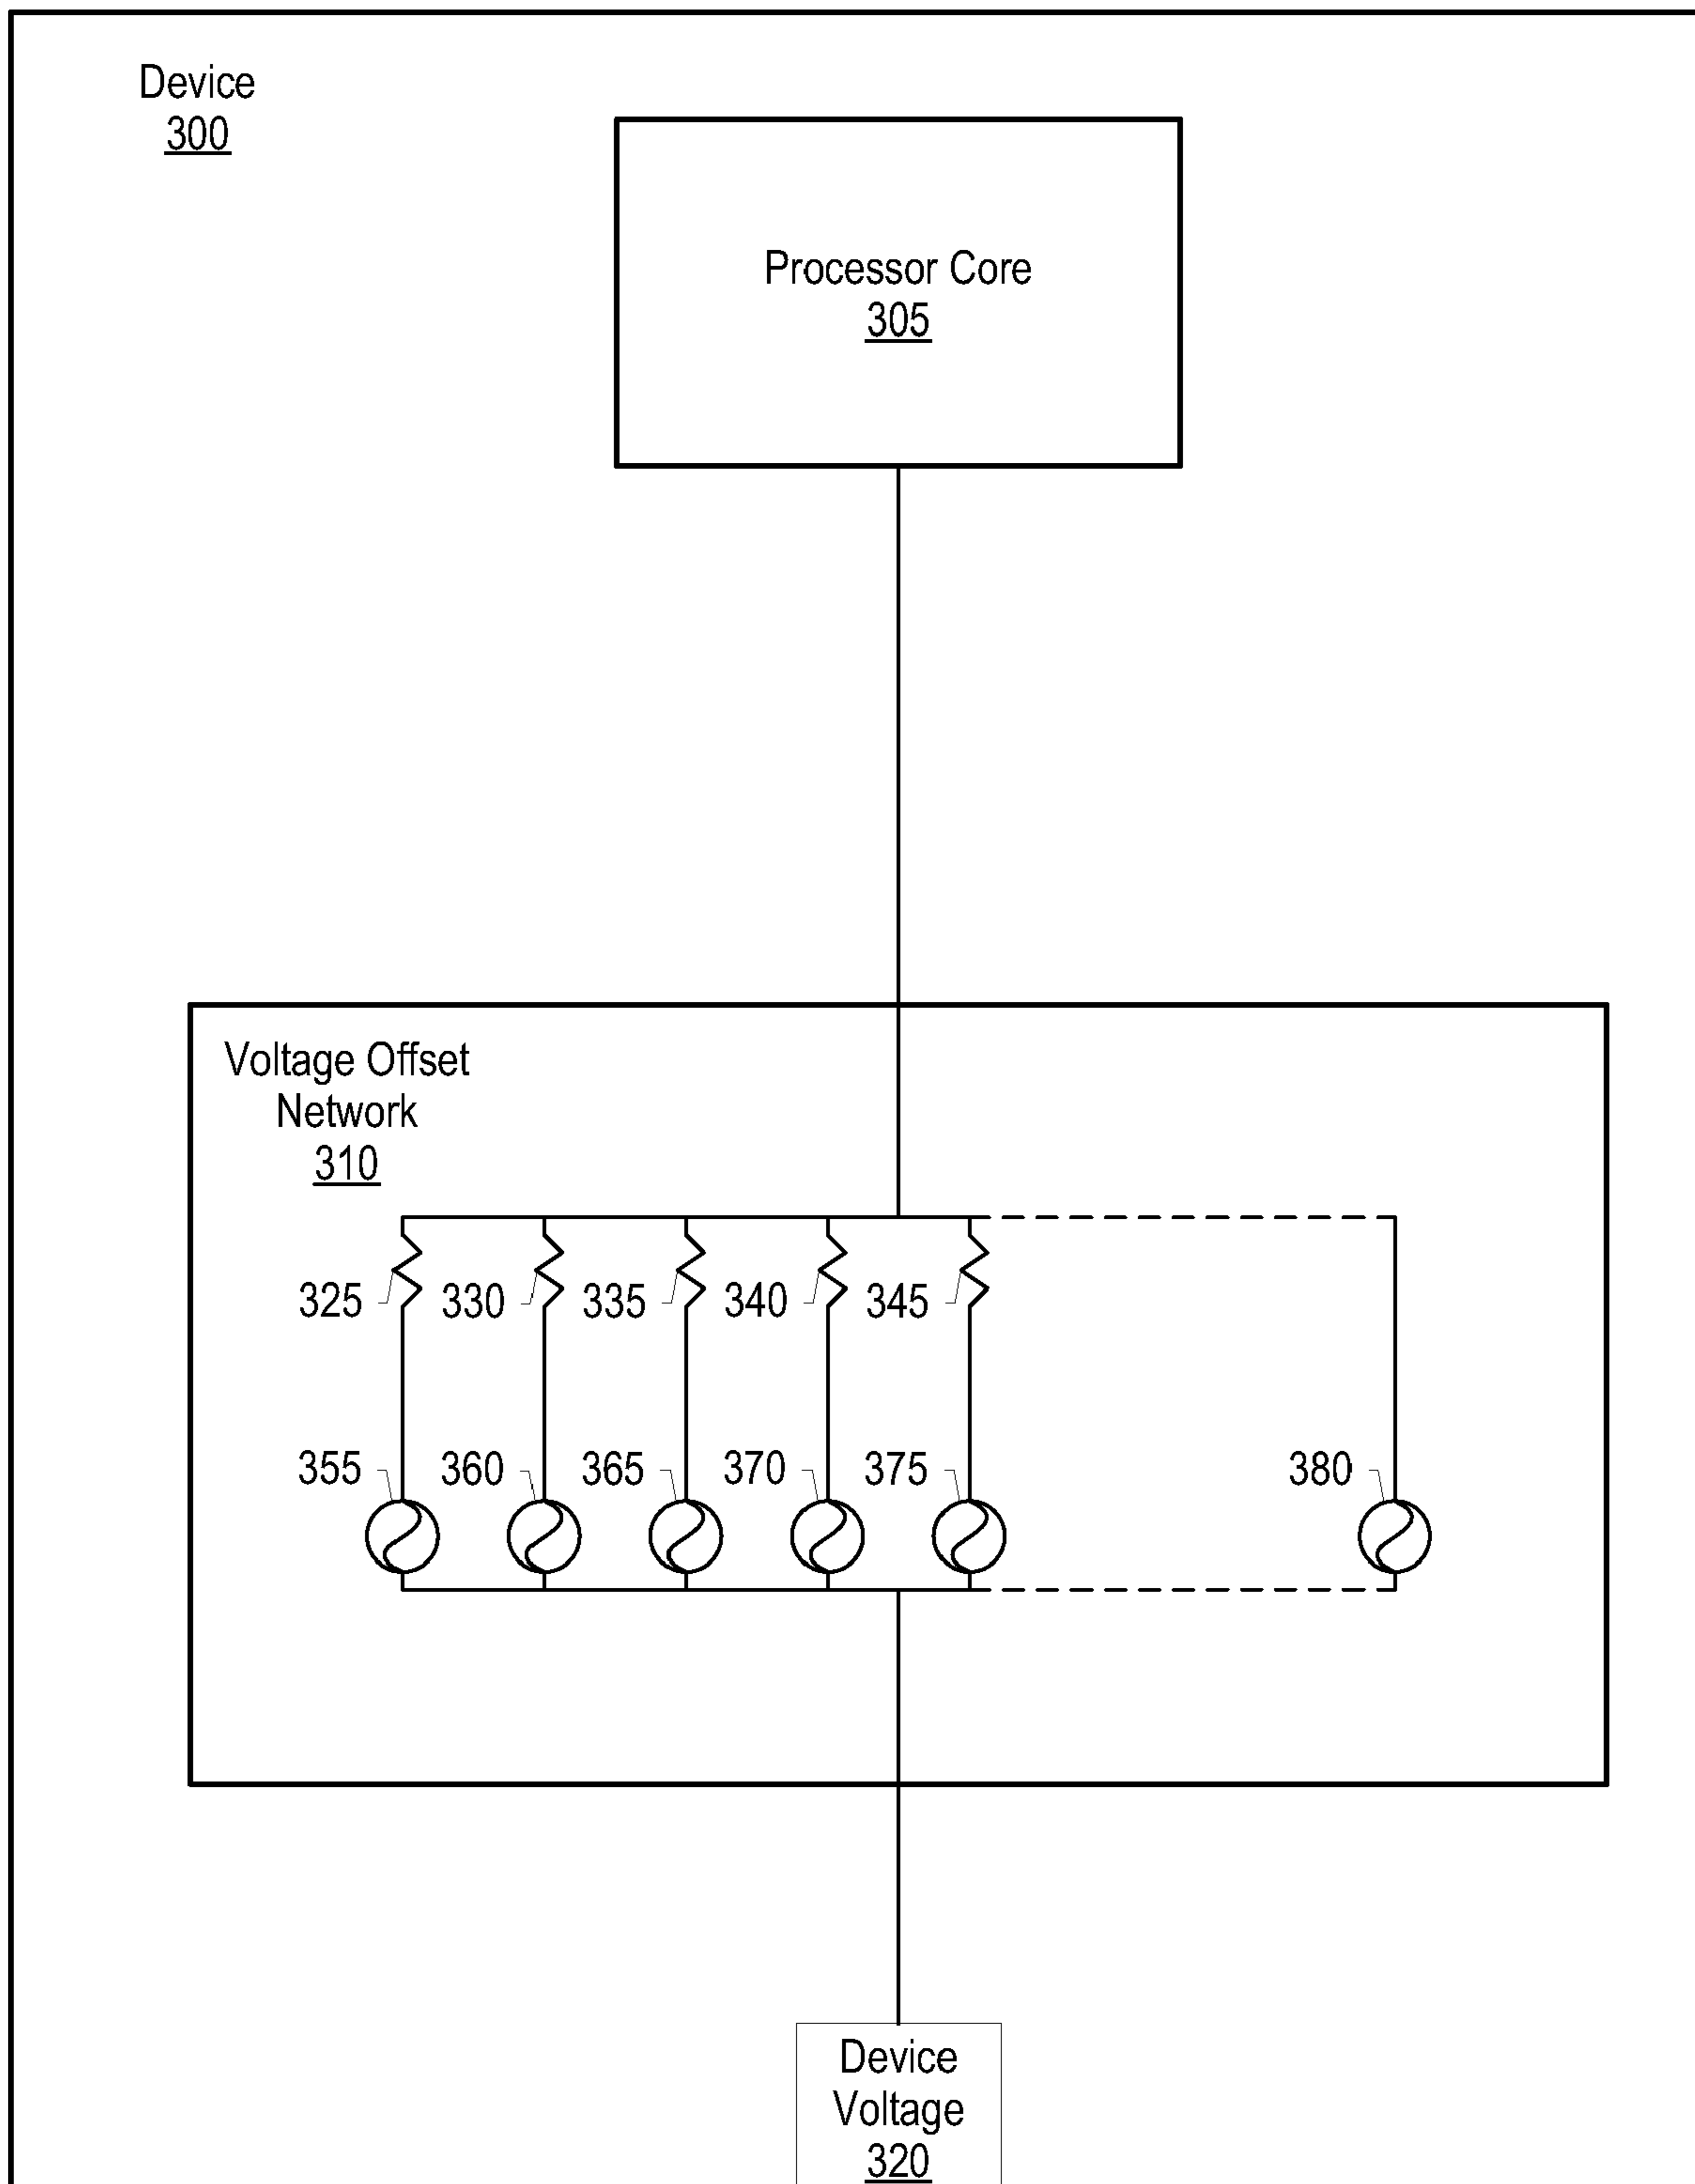 Device
300
Processor Core
305
Voltage Offset
Network
310
325 330 335 340 345
355 360 365 370 375 380
Device
Voltage
320